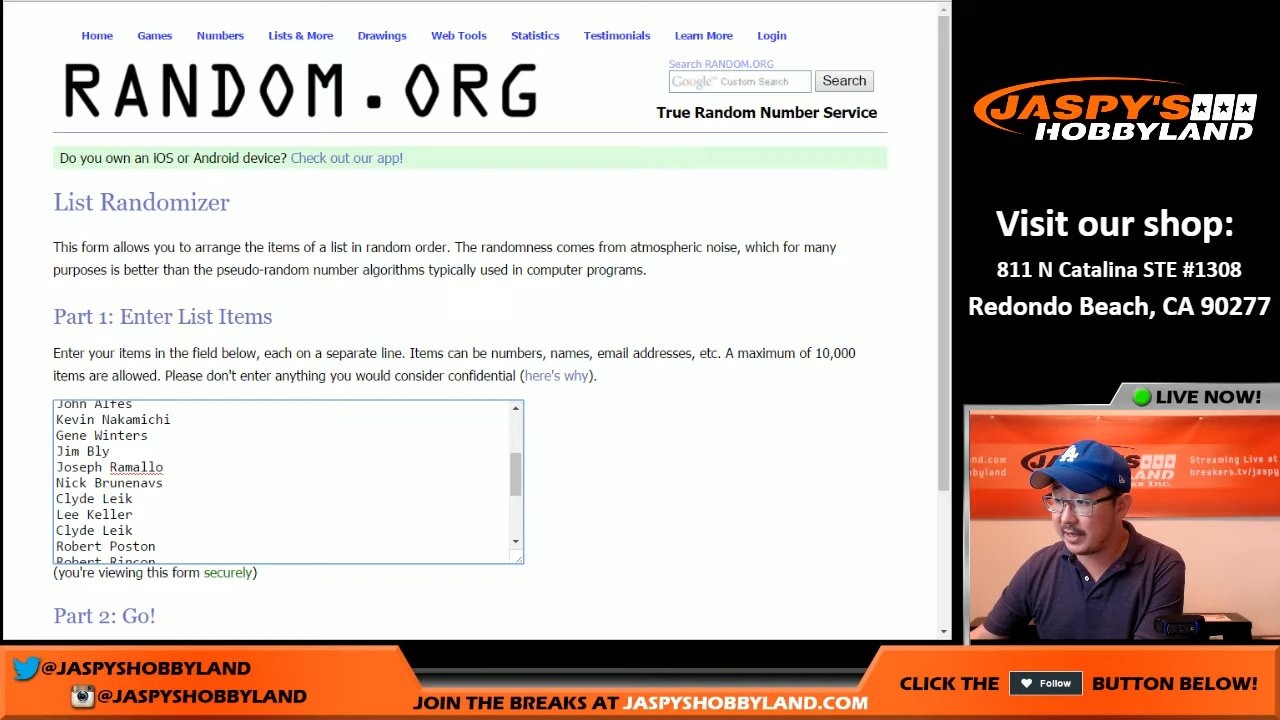 Home Games Numbers Lists & More Drawings Web Tools Statistics Testimonials Learn More Login
RANDOM.ORG
Search RANDOM.ORG
Google™ Custom Search Search
True Random Number Service
Do you own an iOS or Android device? Check out our app!
List Randomizer
This form allows you to arrange the items of a list in random order. The randomness comes from atmospheric noise, which for many
purposes is better than the pseudo-random number algorithms typically used in computer programs.
Part 1: Enter List Items
Enter your items in the field below, each on a separate line. Items can be numbers, names, email addresses, etc. A maximum of 10,000
items are allowed. Please don't enter anything you would consider confidential (here's why).
John Alfes
Kevin Nakamichi
Gene Winters
Jim Bly
Joseph Ramallo
Nick Brunenavs
Clyde Leik
Lee Keller
Clyde Leik
Robert Poston
Robert Rincon
(you're viewing this form securely)
Part 2: Go!
JASPY'S
HOBBYLAND
Visit our shop:
811 N Catalina STE #1308
Redondo Beach, CA 90277
LIVE NOW!
Streaming Live at
breakers.tv/jaspy
@JASPYSHOBBYLAND
@JASPYSHOBBYLAND
JOIN THE BREAKS AT JASPYSHOBBYLAND.COM
CLICK THE Follow BUTTON BELOW!